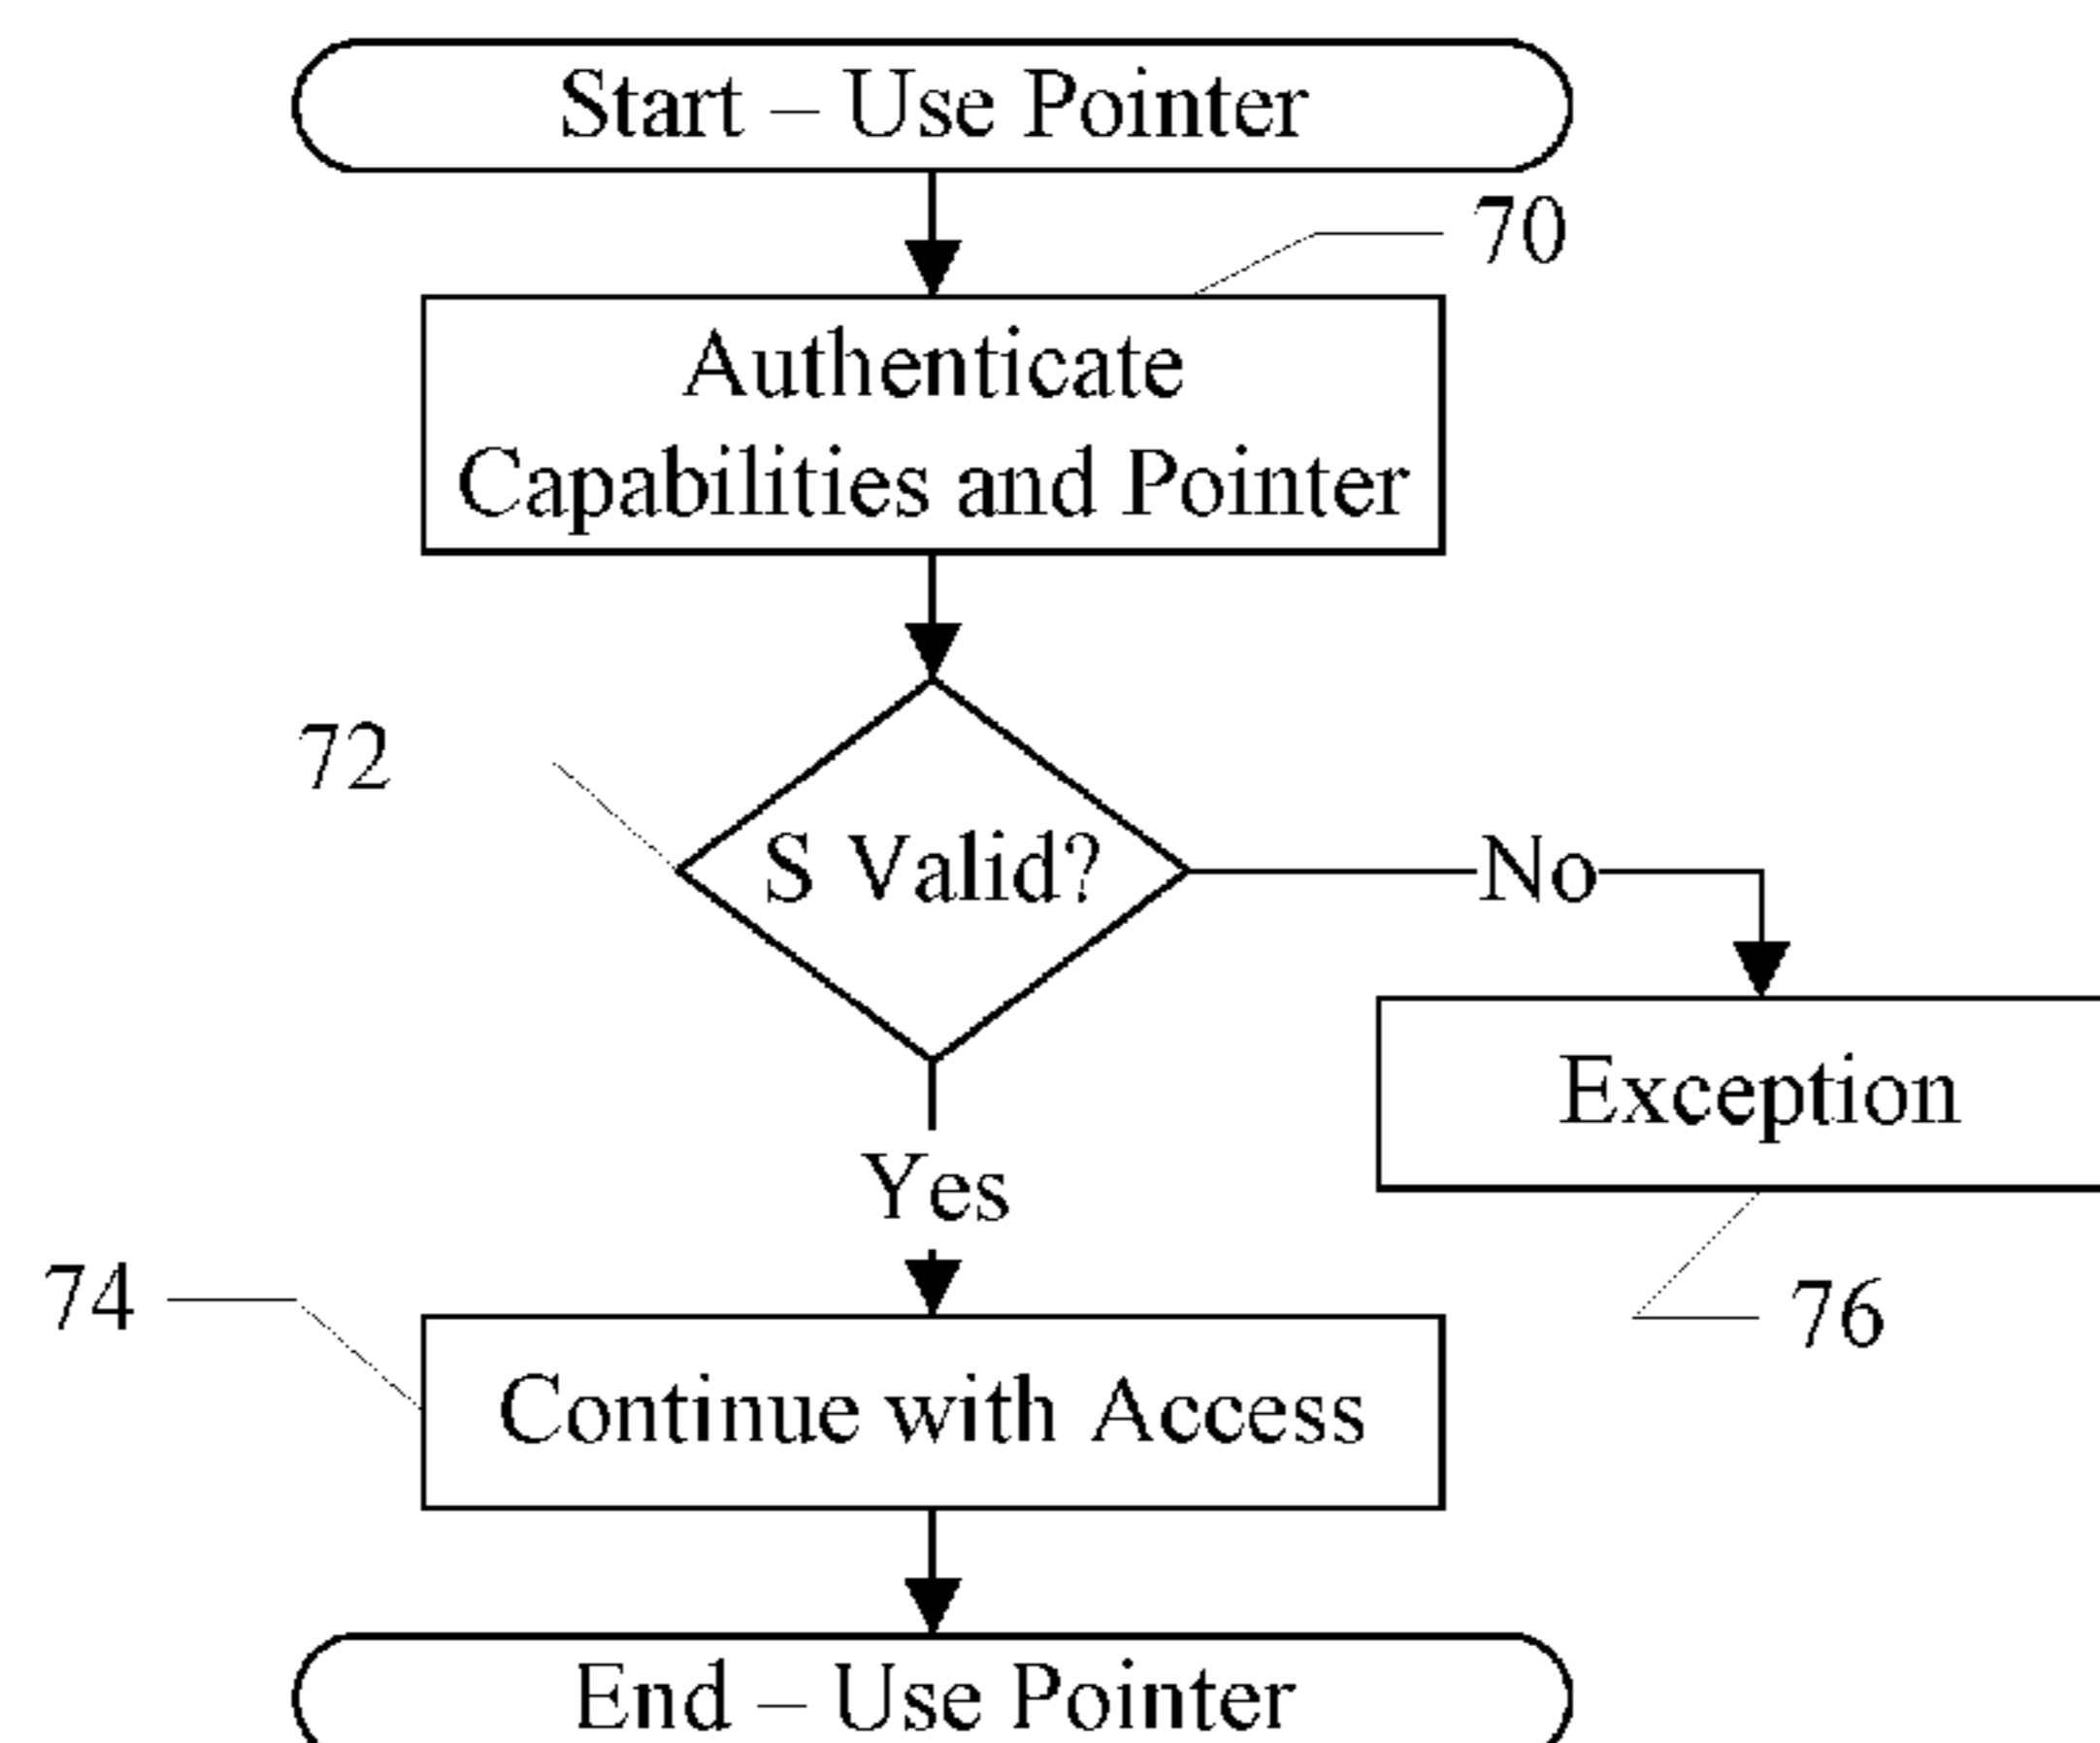 Start – Use Pointer
70
Authenticate
Capabilities and Pointer
72
S Valid?
No
Exception
Yes
74
76
Continue with Access
End – Use Pointer